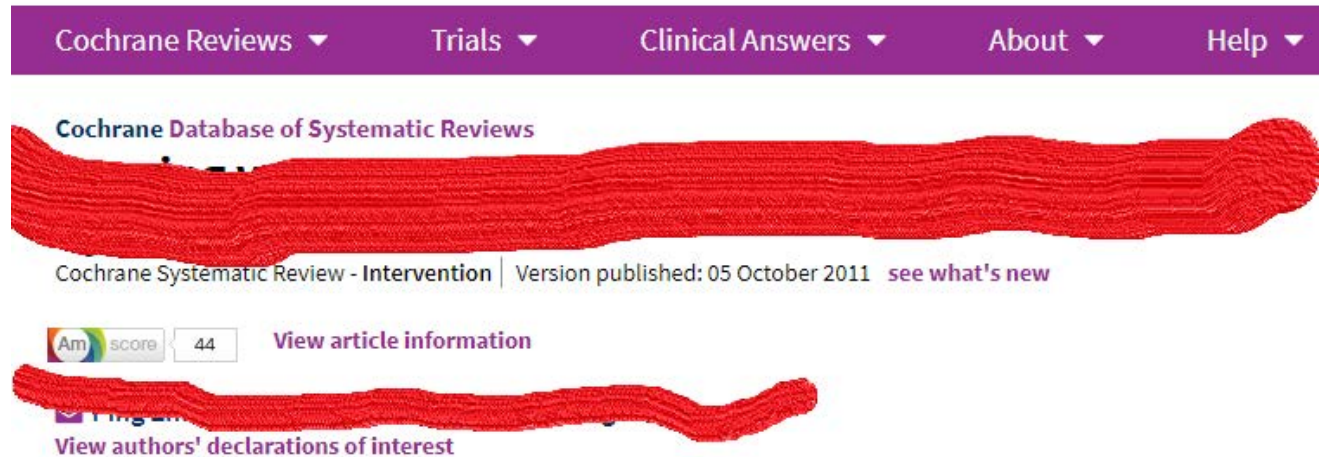 Cochrane Reviews Trials Clinical Answers About Help
Cochrane Database of Systematic Reviews
Cochrane Systematic Review - Intervention Version published: 05 October 2011 see what's new
Am score 44 View article information
View authors' declarations of interest